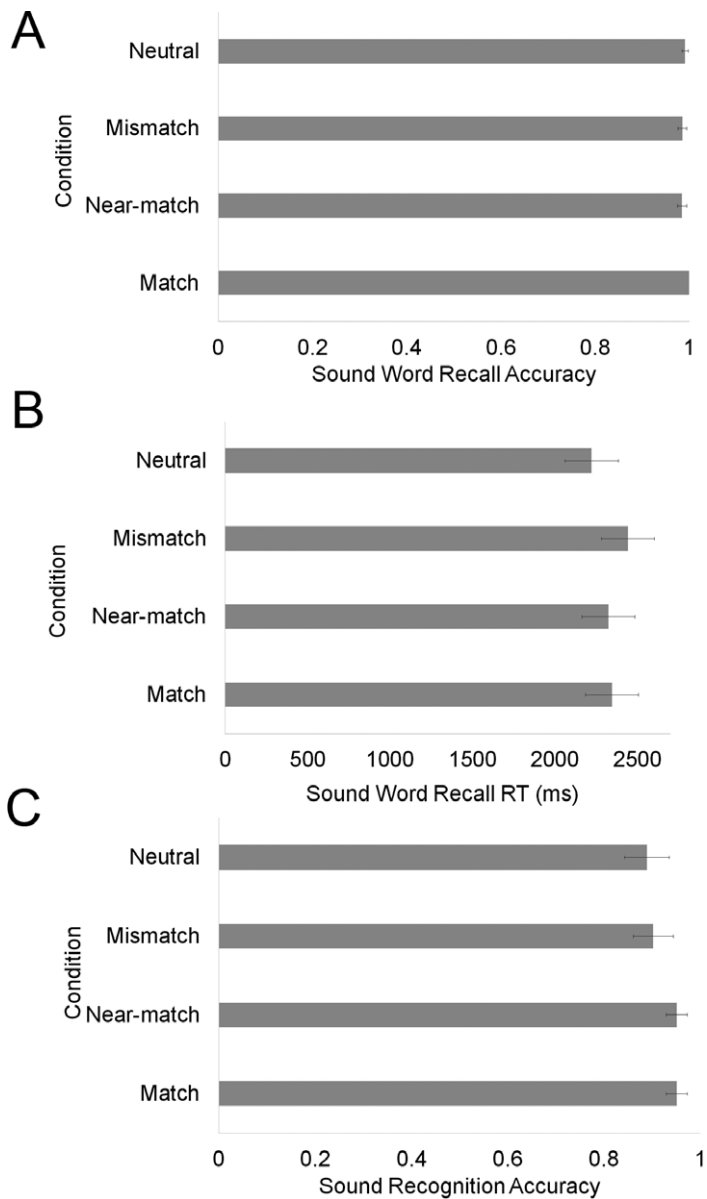 A
Neutral
Mismatch
Near-match
Match
Condition
0 0.2 0.4 0.6 0.8 1
Sound Word Recall Accuracy
B
Neutral
Mismatch
Near-match
Match
Condition
0 500 1000 1500 2000 2500
Sound Word Recall RT (ms)
C
Neutral
Mismatch
Near-match
Match
Condition
0 0.2 0.4 0.6 0.8 1
Sound Recognition Accuracy